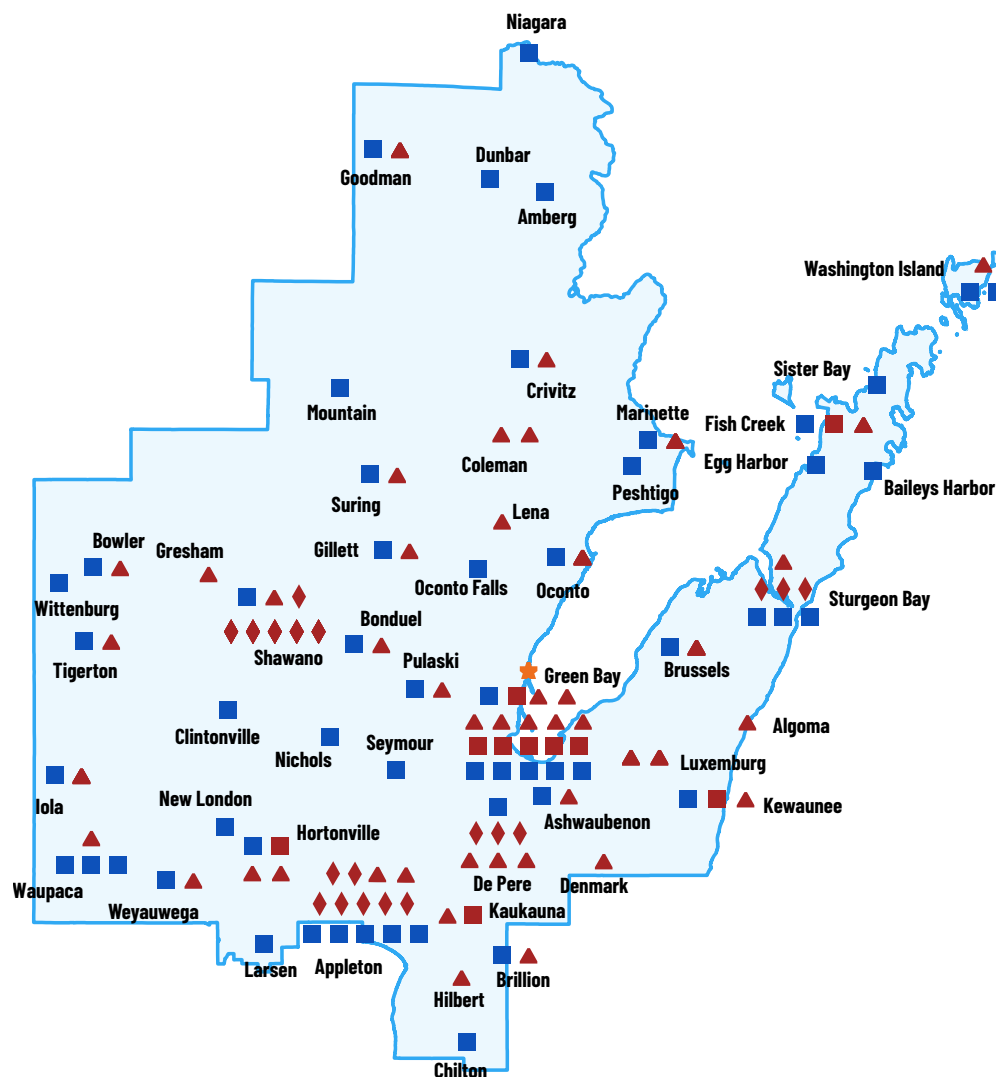 Niagara
Dunbar
Goodman
Amberg
Washington Island
Sister Bay
Crivitz
Mountain
Marinette
Fish Creek
Coleman
Egg Harbor
Peshtigo
Baileys Harbor
Suring
Lena
Bowler
Gresham
Gillett
Oconto Falls
Oconto
Wittenburg
Sturgeon Bay
Bonduel
Shawano
Tigerton
Pulaski
Green Bay
Brussels
Algoma
Clintonville
Seymour
Nichols
Luxemburg
Iola
New London
Kewaunee
Ashwaubenon
Hortonville
De Pere
Denmark
Waupaca
Weyauwega
Kaukauna
Larsen
Appleton
Brillion
Hilbert
Chilton